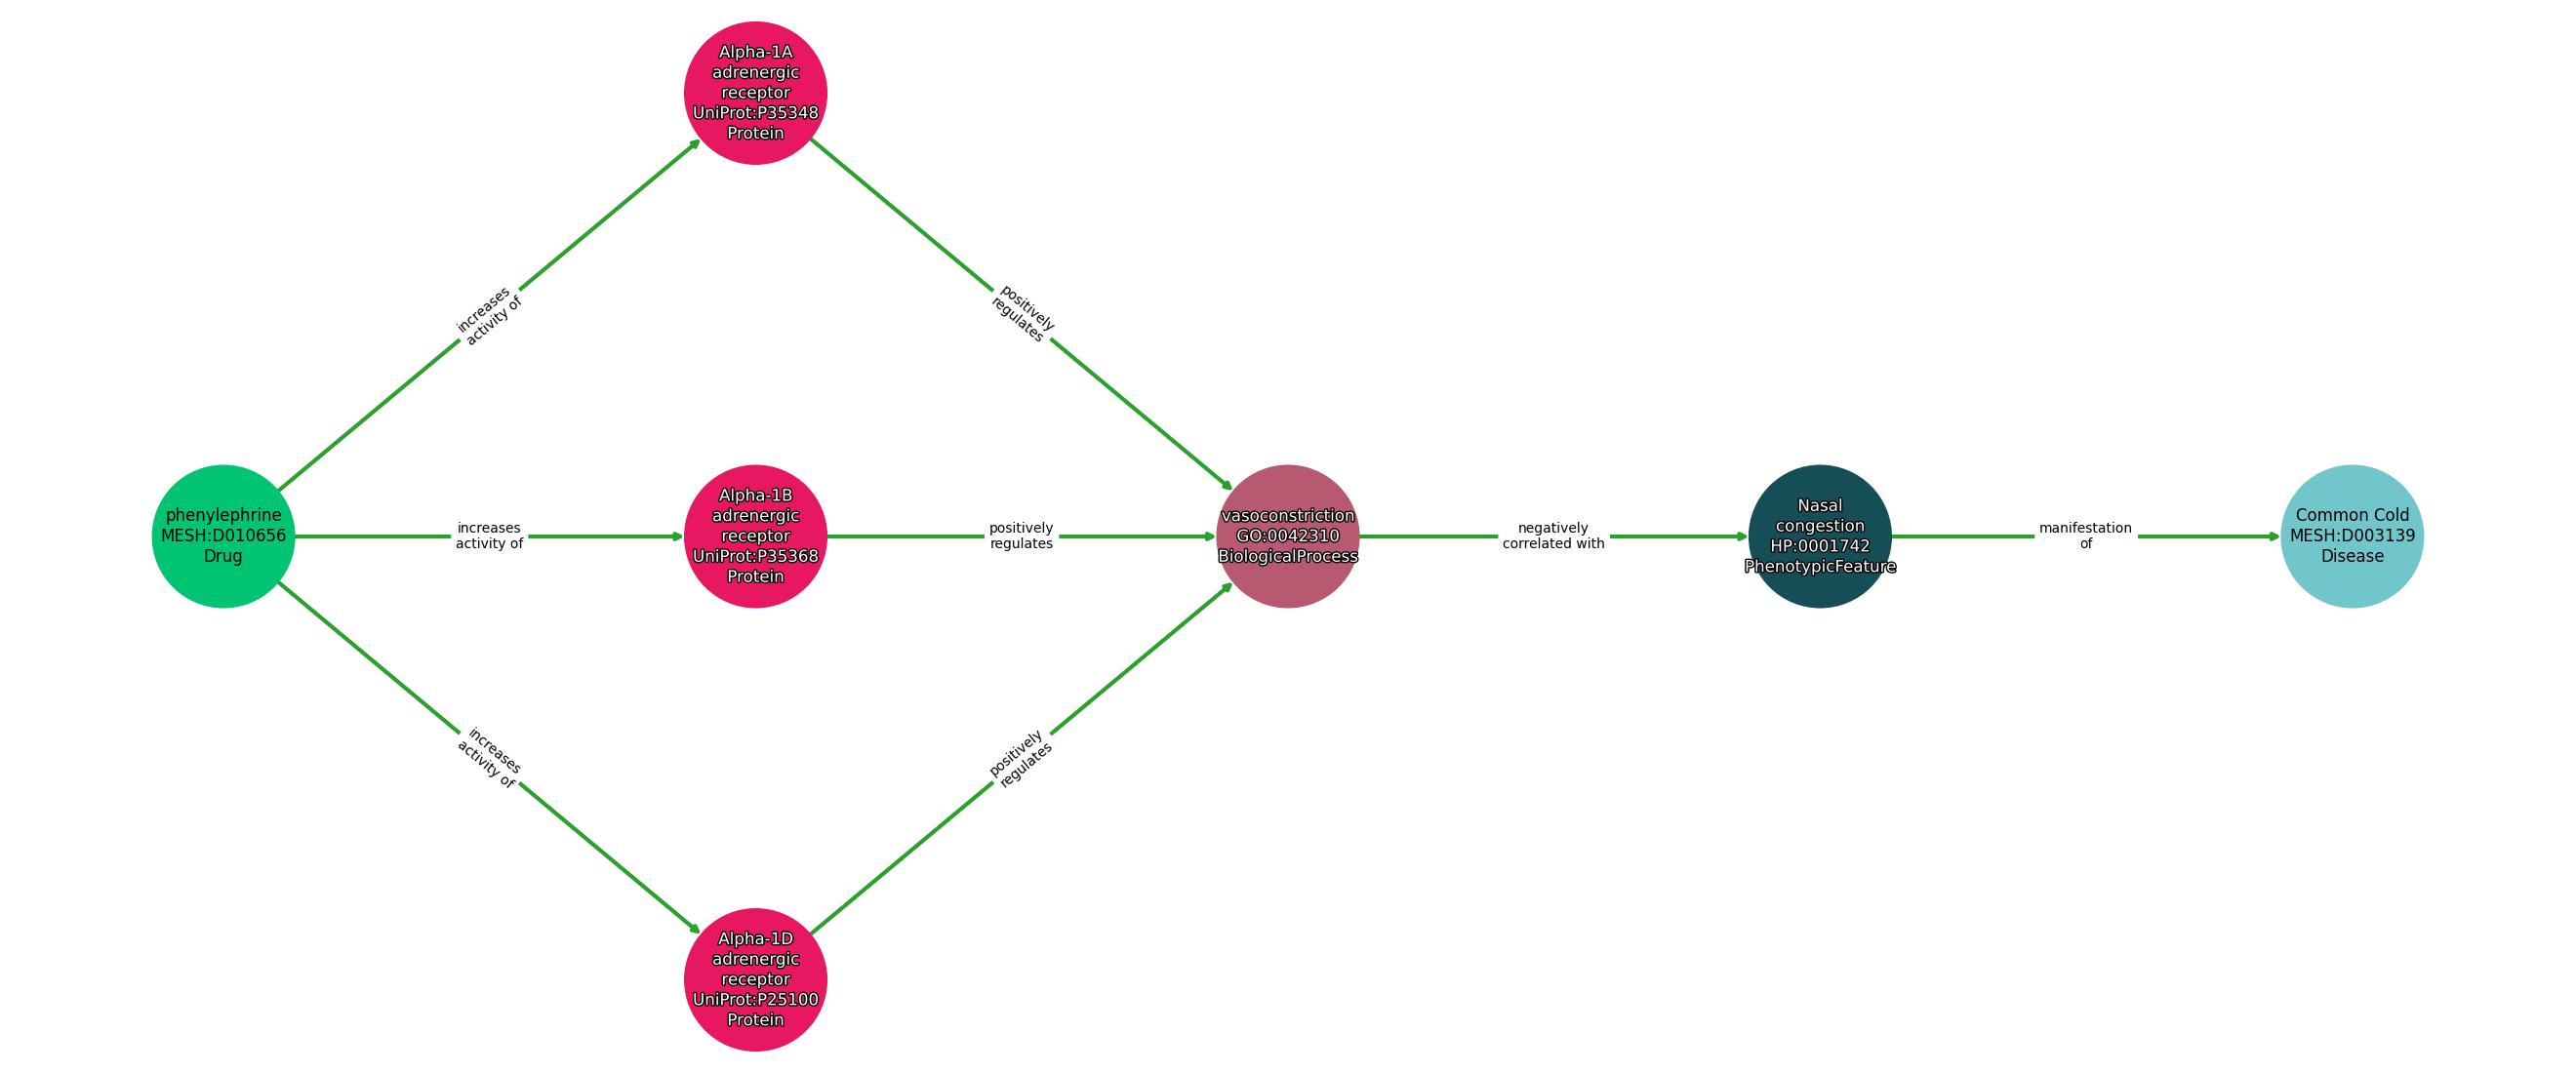 Alpha-1A
adrenergic
receptor
UniProt:P35348
Protein
increases
activity of
positively
regulates
phenylephrine
MESH:D010656
Drug
increases
activity of
Alpha-1B
adrenergic
receptor
UniProt:P35368
Protein
positively
regulates
vasoconstriction
GO:0042310
BiologicalProcess
negatively
correlated with
Nasal
congestion
HP:0001742
PhenotypicFeature
manifestation
of
Common Cold
MESH:D003139
Disease
increases
activity of
positively
regulates
Alpha-1D
adrenergic
receptor
UniProt:P25100
Protein